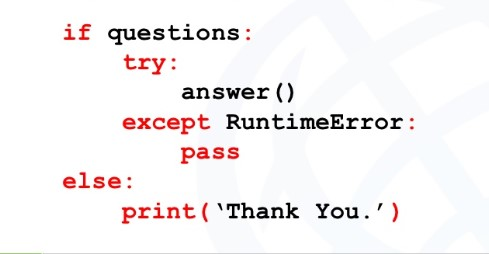 if questions:
    try:
        answer()
    except RuntimeError:
        pass
else:
    print(‘Thank You.’)